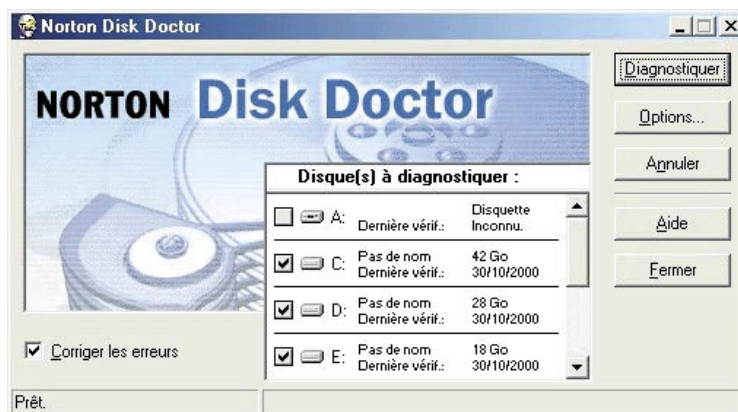 Norton Disk Doctor
NORTON Disk Doctor
Disque(s) à diagnostiquer :
A: Disquette
Dernière vérif.: Inconnu.
C: Pas de nom 42 Go
Dernière vérif.: 30/10/2000
D: Pas de nom 28 Go
Dernière vérif.: 30/10/2000
E: Pas de nom 18 Go
Dernière vérif.: 30/10/2000
Corriger les erreurs
Diagnostiquer
Options...
Annuler
Aide
Fermer
Prêt.